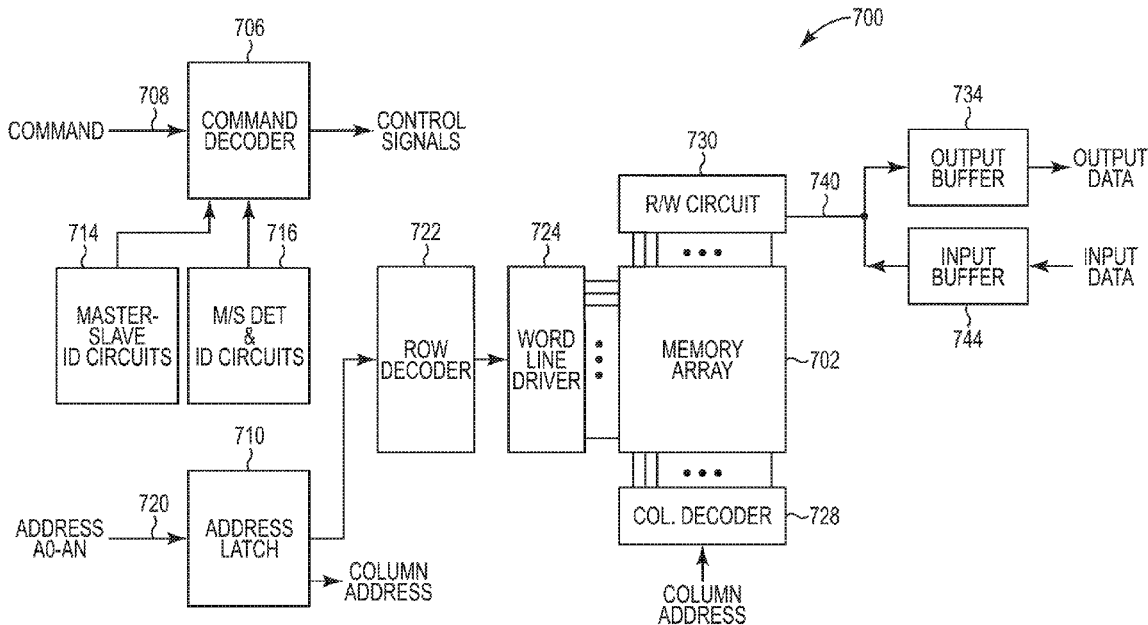 700
706
708
COMMAND
COMMAND
DECODER
CONTROL
SIGNALS
734
OUTPUT
BUFFER
OUTPUT
DATA
730
R/W CIRCUIT
740
714
716
722
724
INPUT
BUFFER
INPUT
DATA
744
MASTER-
SLAVE
ID CIRCUITS
M/S DET
&
ID CIRCUITS
ROW
DECODER
WORD
LINE
DRIVER
MEMORY
ARRAY
702
710
720
ADDRESS
A0-AN
ADDRESS
LATCH
COL. DECODER
728
COLUMN
ADDRESS
COLUMN
ADDRESS